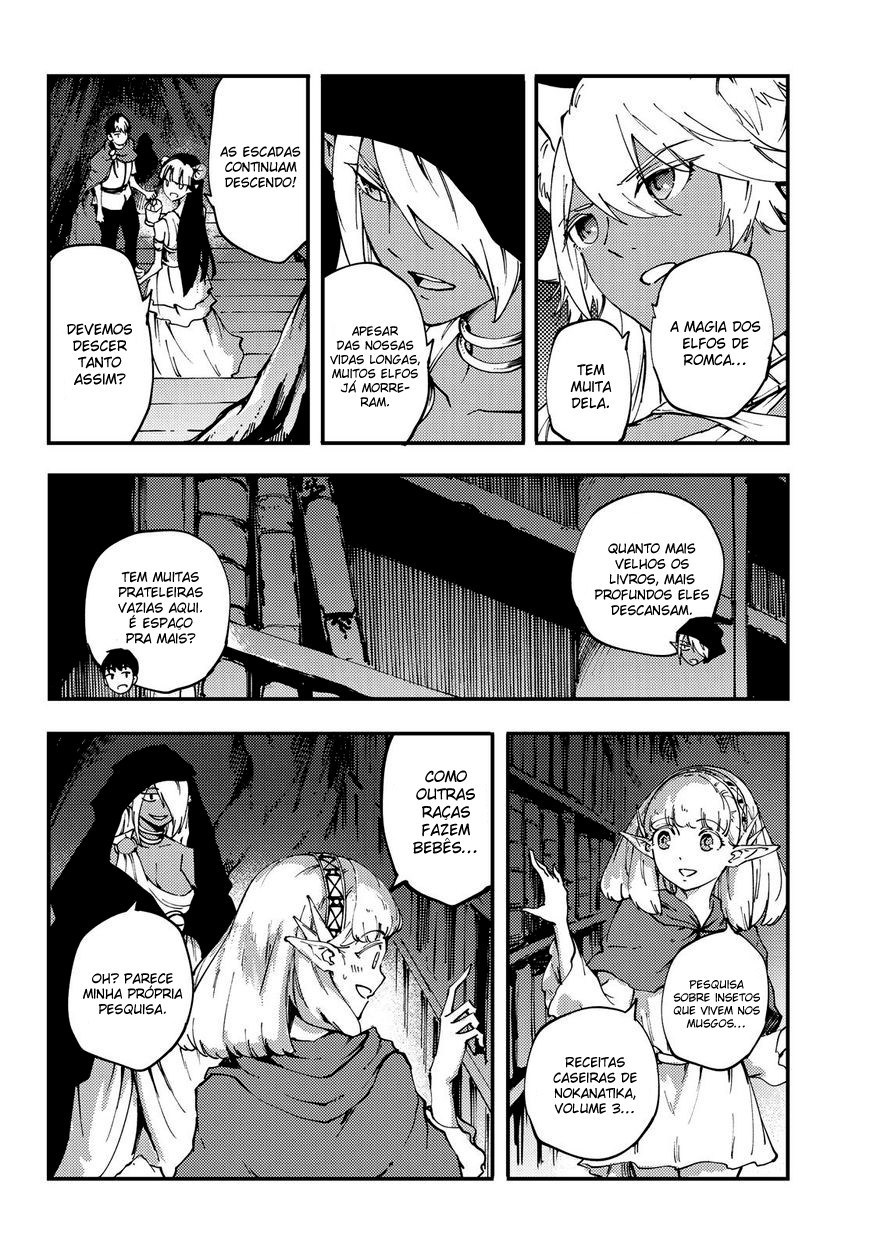 A MAGIA DOS
ELFOS DE
ROMCA...
TEM
MUITA
DELA.
APESAR
DAS NOSSAS
VIDAS LONGAS,
MUITOS ELFOS
JÁ MORRE-
RAM.
AS ESCADAS
CONTINUAM
DESCENDO!
DEVEMOS
DESCER
TANTO
ASSIM?
QUANTO MAIS
VELHOS OS
LIVROS, MAIS
PROFUNDOS ELES
DESCANSAM.
TEM MUITAS
PRATELEIRAS
VAZIAS AQUI.
É ESPAÇO
PRA MAIS?
PESQUISA
SOBRE INSETOS
QUE VIVEM NOS
MUSGOS...
RECEITAS
CASEIRAS DE
NOKANATIKA,
VOLUME 3...
COMO
OUTRAS
RAÇAS
FAZEM
BEBÊS...
OH? PARECE
MINHA PRÓPRIA
PESQUISA.